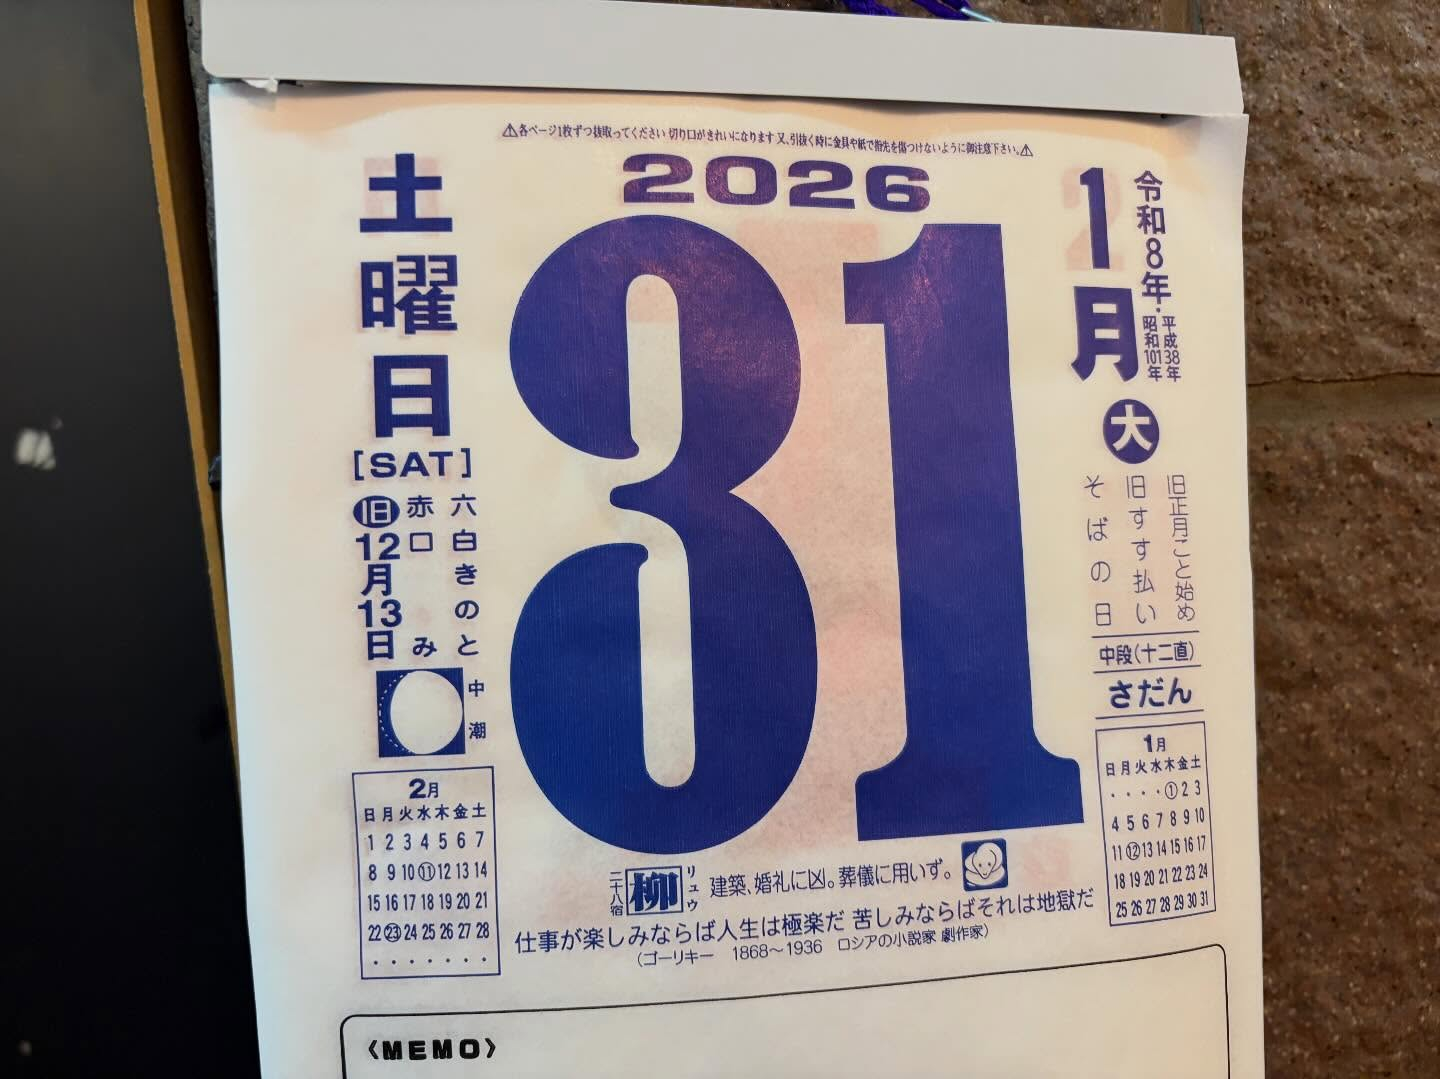 ⚠各ページ1枚ずつ抜取ってください 切り口がきれいになります 又、引抜く時に金具や紙で指先を傷つけないように御注意下さい。⚠
2026
1月
令和8年・平成38年
昭和101年
大
旧正月こと始め
旧すす払い
そばの日
中段(十二直)
さだん
31
土曜日
[SAT]
六白きのとみ
赤口
旧12月13日
中潮
2月
日月火水木金土
1 2 3 4 5 6 7
8 9 10 ⑪ 12 13 14
15 16 17 18 19 20 21
22 ㉓ 24 25 26 27 28
・・・・・・・
1月
日月火水木金土
・・・・① 2 3
4 5 6 7 8 9 10
11 ⑫ 13 14 15 16 17
18 19 20 21 22 23 24
25 26 27 28 29 30 31
二十八宿 柳 リュウ 建築、婚礼に凶。葬儀に用いず。
仕事が楽しみならば人生は極楽だ 苦しみならばそれは地獄だ
(ゴーリキー 1868〜1936 ロシアの小説家 劇作家)
〈MEMO〉